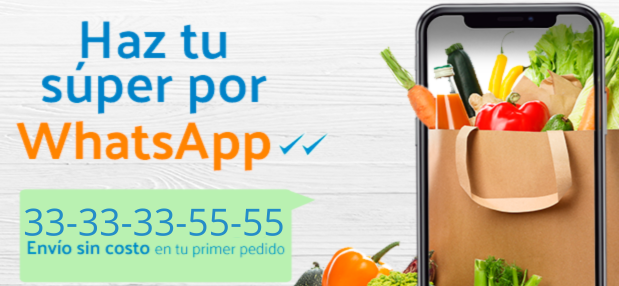 Haz tu
súper por
WhatsApp
33-33-33-55-55
Envío sin costo en tu primer pedido